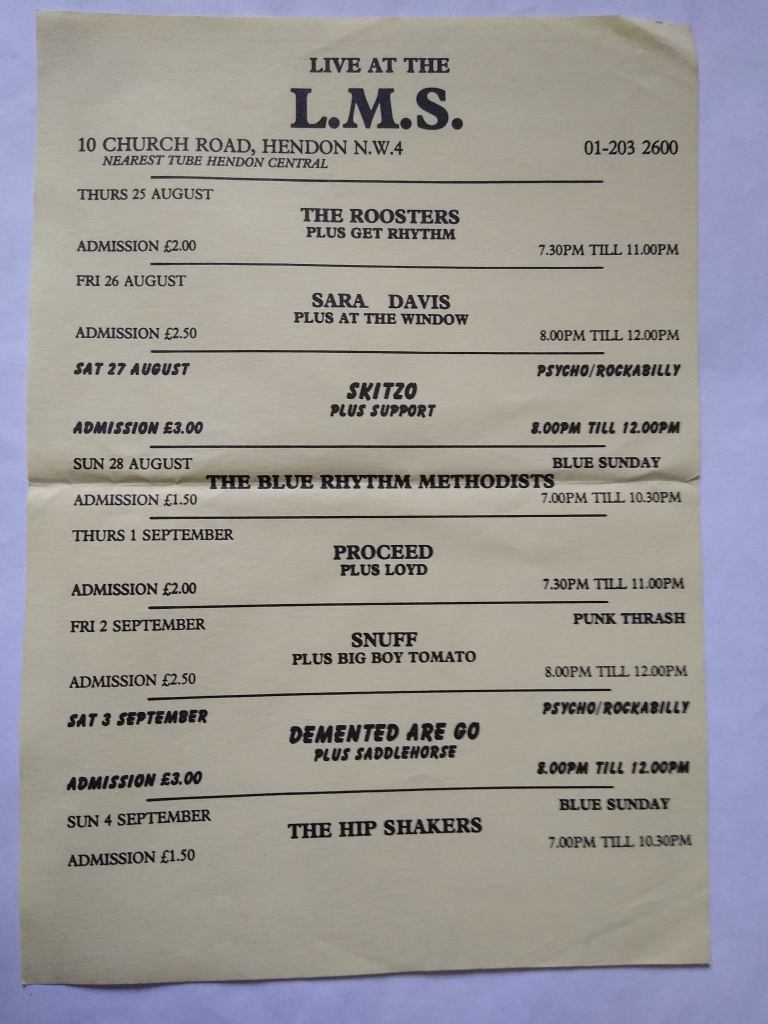 LIVE AT THE
L.M.S.
10 CHURCH ROAD, HENDON N.W.4 01-203 2600
NEAREST TUBE HENDON CENTRAL
THURS 25 AUGUST
THE ROOSTERS
PLUS GET RHYTHM
ADMISSION £2.00 7.30PM TILL 11.00PM
FRI 26 AUGUST
SARA DAVIS
PLUS AT THE WINDOW
ADMISSION £2.50 8.00PM TILL 12.00PM
SAT 27 AUGUST PSYCHO/ROCKABILLY
SKITZO
PLUS SUPPORT
ADMISSION £3.00 8.00PM TILL 12.00PM
SUN 28 AUGUST BLUE SUNDAY
THE BLUE RHYTHM METHODISTS
ADMISSION £1.50 7.00PM TILL 10.30PM
THURS 1 SEPTEMBER
PROCEED
PLUS LOYD
ADMISSION £2.00 7.30PM TILL 11.00PM
FRI 2 SEPTEMBER PUNK THRASH
SNUFF
PLUS BIG BOY TOMATO
ADMISSION £2.50 8.00PM TILL 12.00PM
SAT 3 SEPTEMBER PSYCHO/ROCKABILLY
DEMENTED ARE GO
PLUS SADDLEHORSE
ADMISSION £3.00 8.00PM TILL 12.00PM
SUN 4 SEPTEMBER BLUE SUNDAY
THE HIP SHAKERS
ADMISSION £1.50 7.00PM TILL 10.30PM